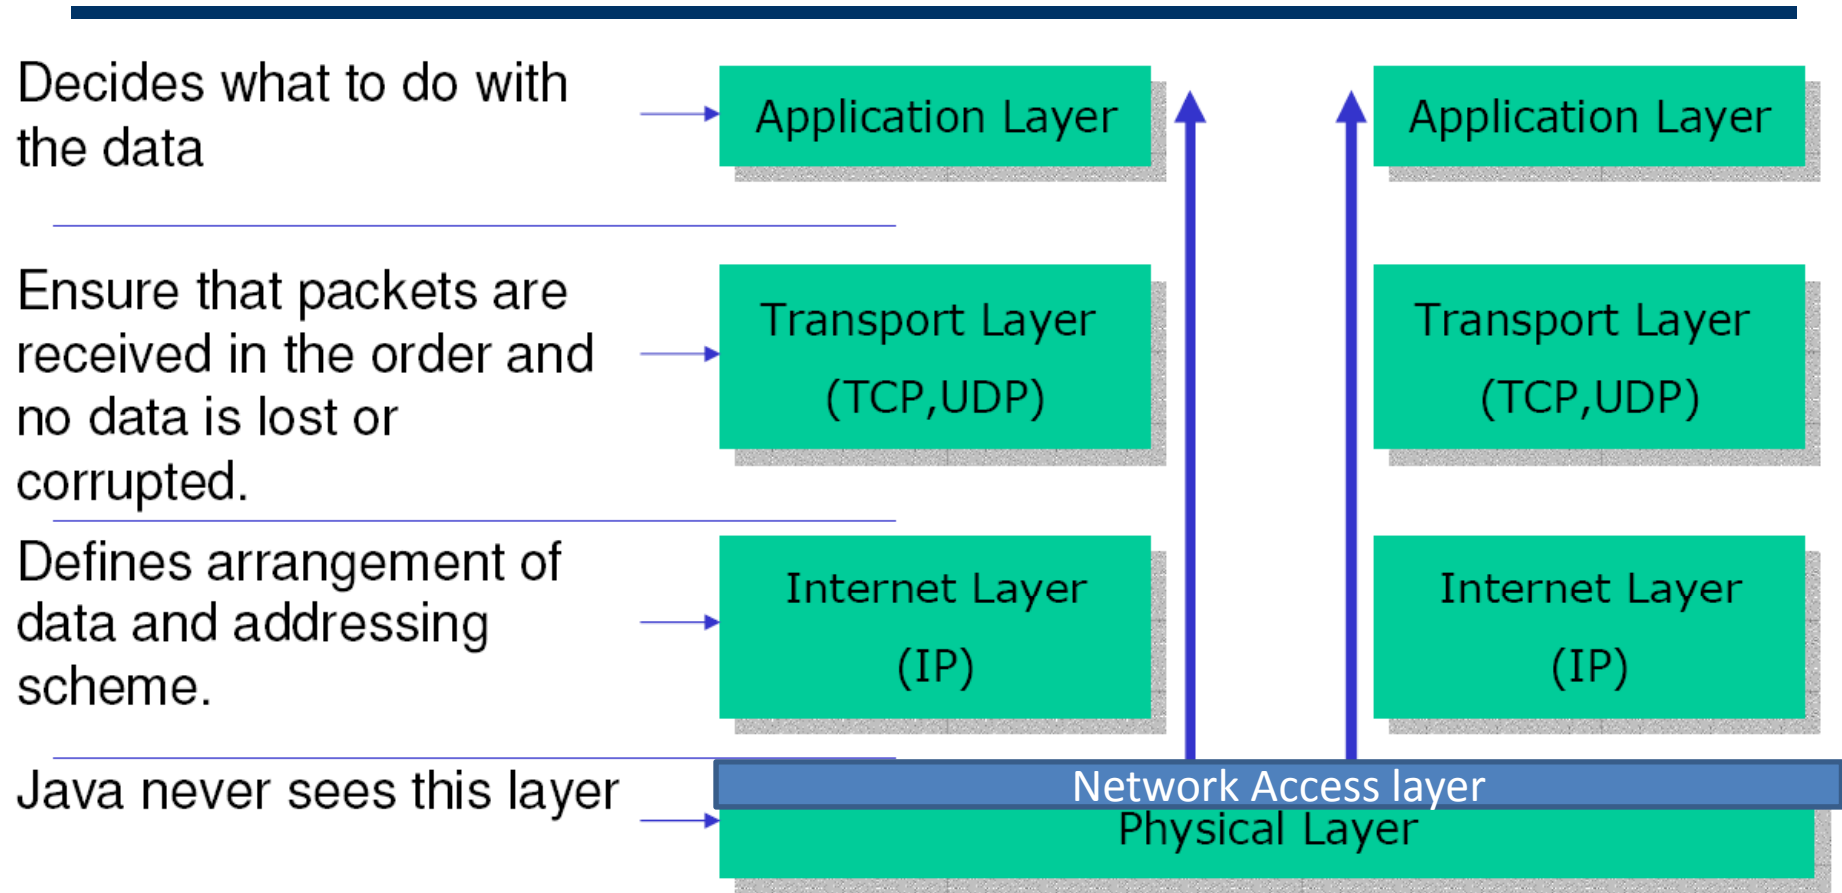 Decides what to do with
the data
Application Layer
Application Layer
Ensure that packets are
received in the order and
no data is lost or
corrupted.
Transport Layer
(TCP,UDP)
Transport Layer
(TCP,UDP)
Defines arrangement of
data and addressing
scheme.
Internet Layer
(IP)
Internet Layer
(IP)
Java never sees this layer
Network Access layer
Physical Layer